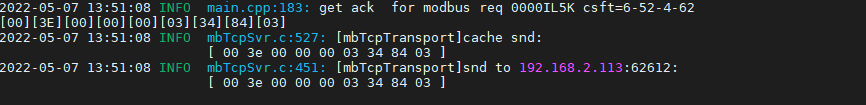 2022-05-07 13:51:08 INFO  main.cpp:183: get ack  for modbus req 0000IL5K csft=6-52-4-62
[00][3E][00][00][00][03][34][84][03]
2022-05-07 13:51:08 INFO  mbTcpSvr.c:527: [mbTcpTransport]cache snd:
[ 00 3e 00 00 00 03 34 84 03 ]
2022-05-07 13:51:08 INFO  mbTcpSvr.c:451: [mbTcpTransport]snd to 192.168.2.113:62612:
[ 00 3e 00 00 00 03 34 84 03 ]